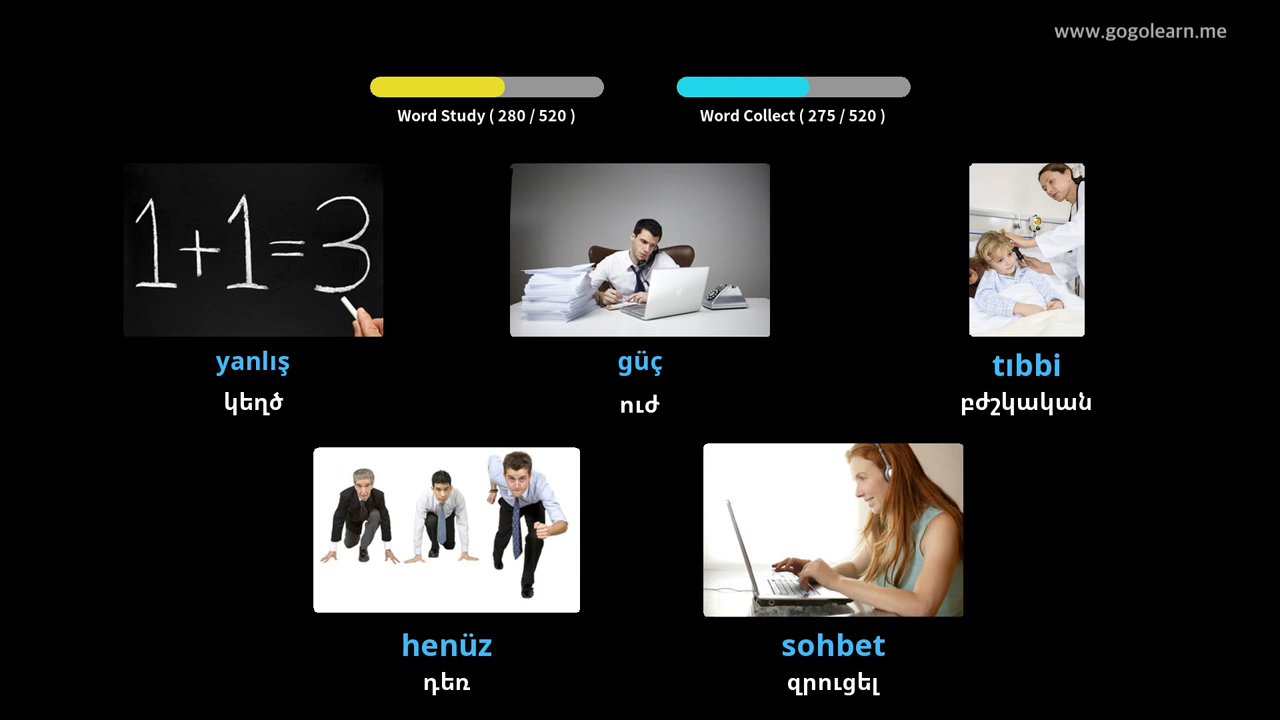 www.gogolearn.me
Word Study ( 280 / 520 )
Word Collect ( 275 / 520 )
1+1=3
yanlış
կեղծ
güç
ուժ
tıbbi
բժշկական
henüz
դեռ
sohbet
զրուցել